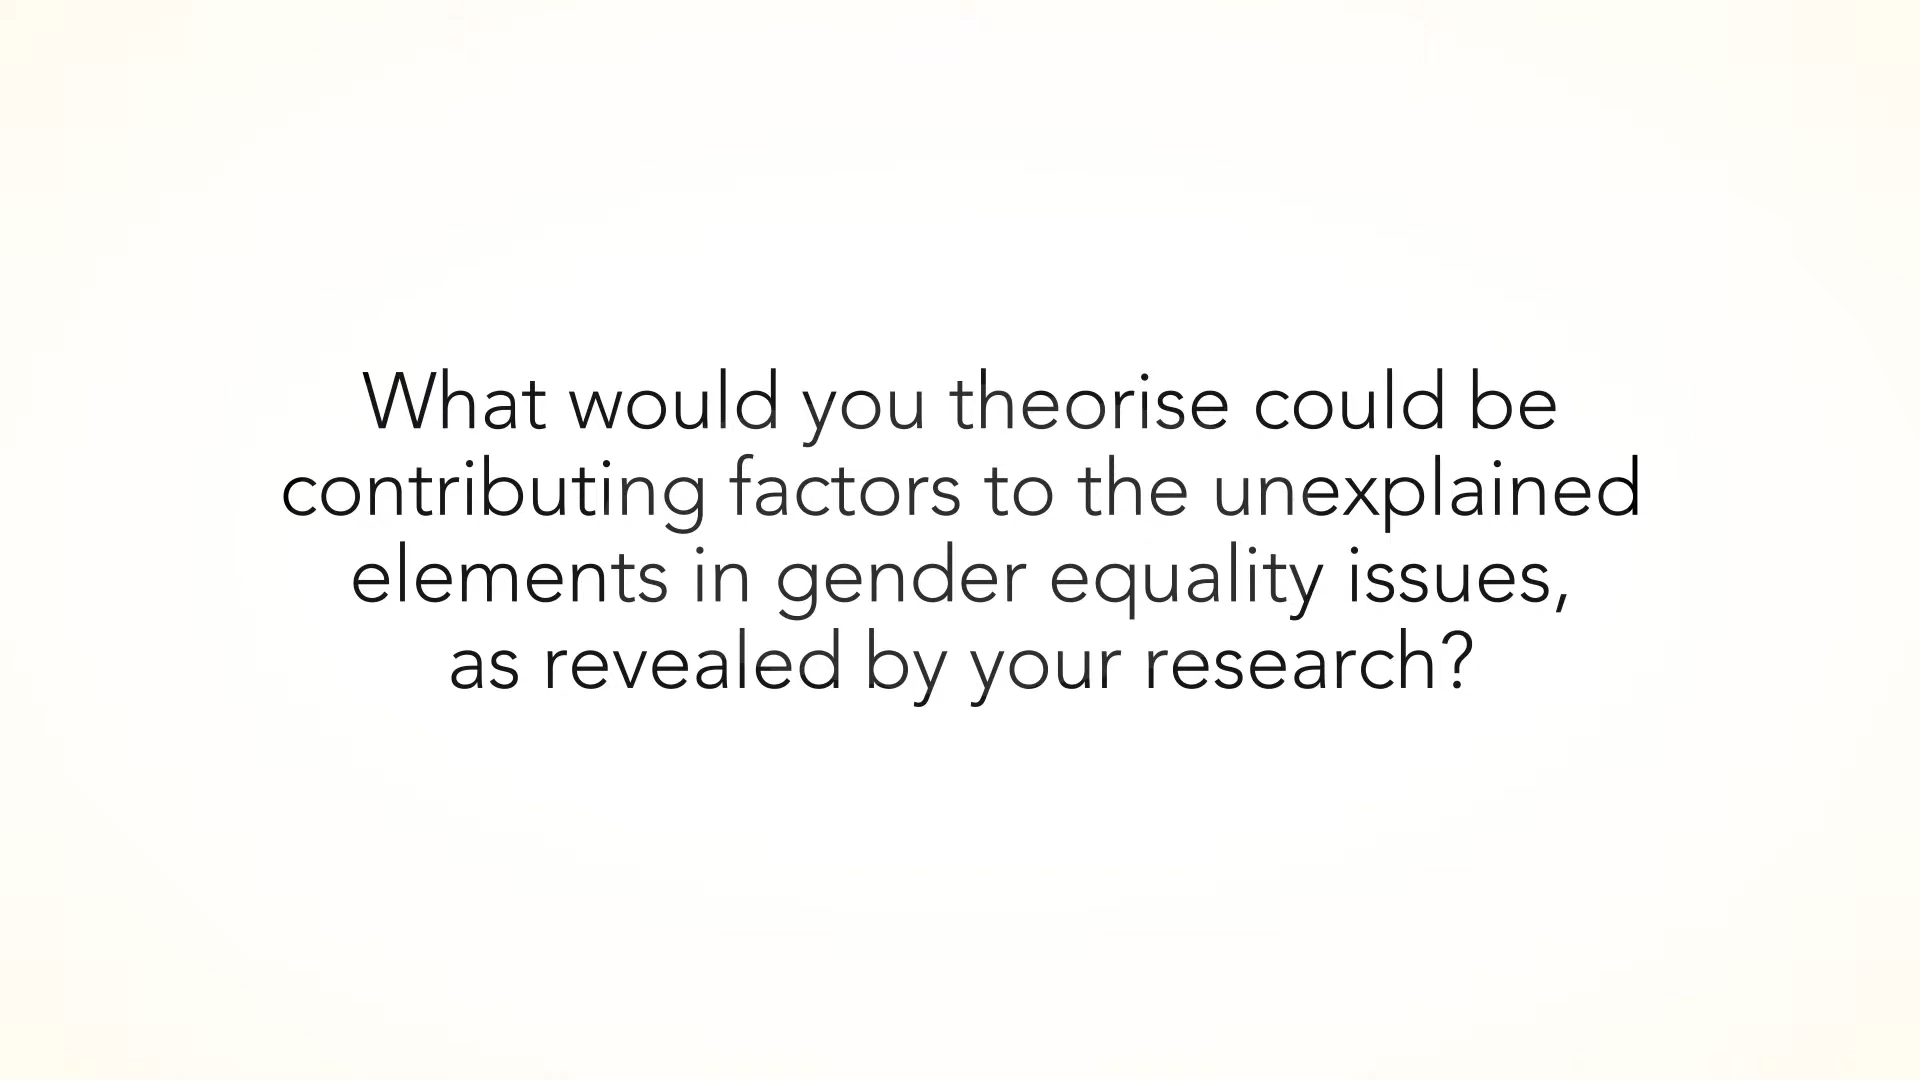 What would you theorise could be
contributing factors to the unexplained
elements in gender equality issues,
as revealed by your research?